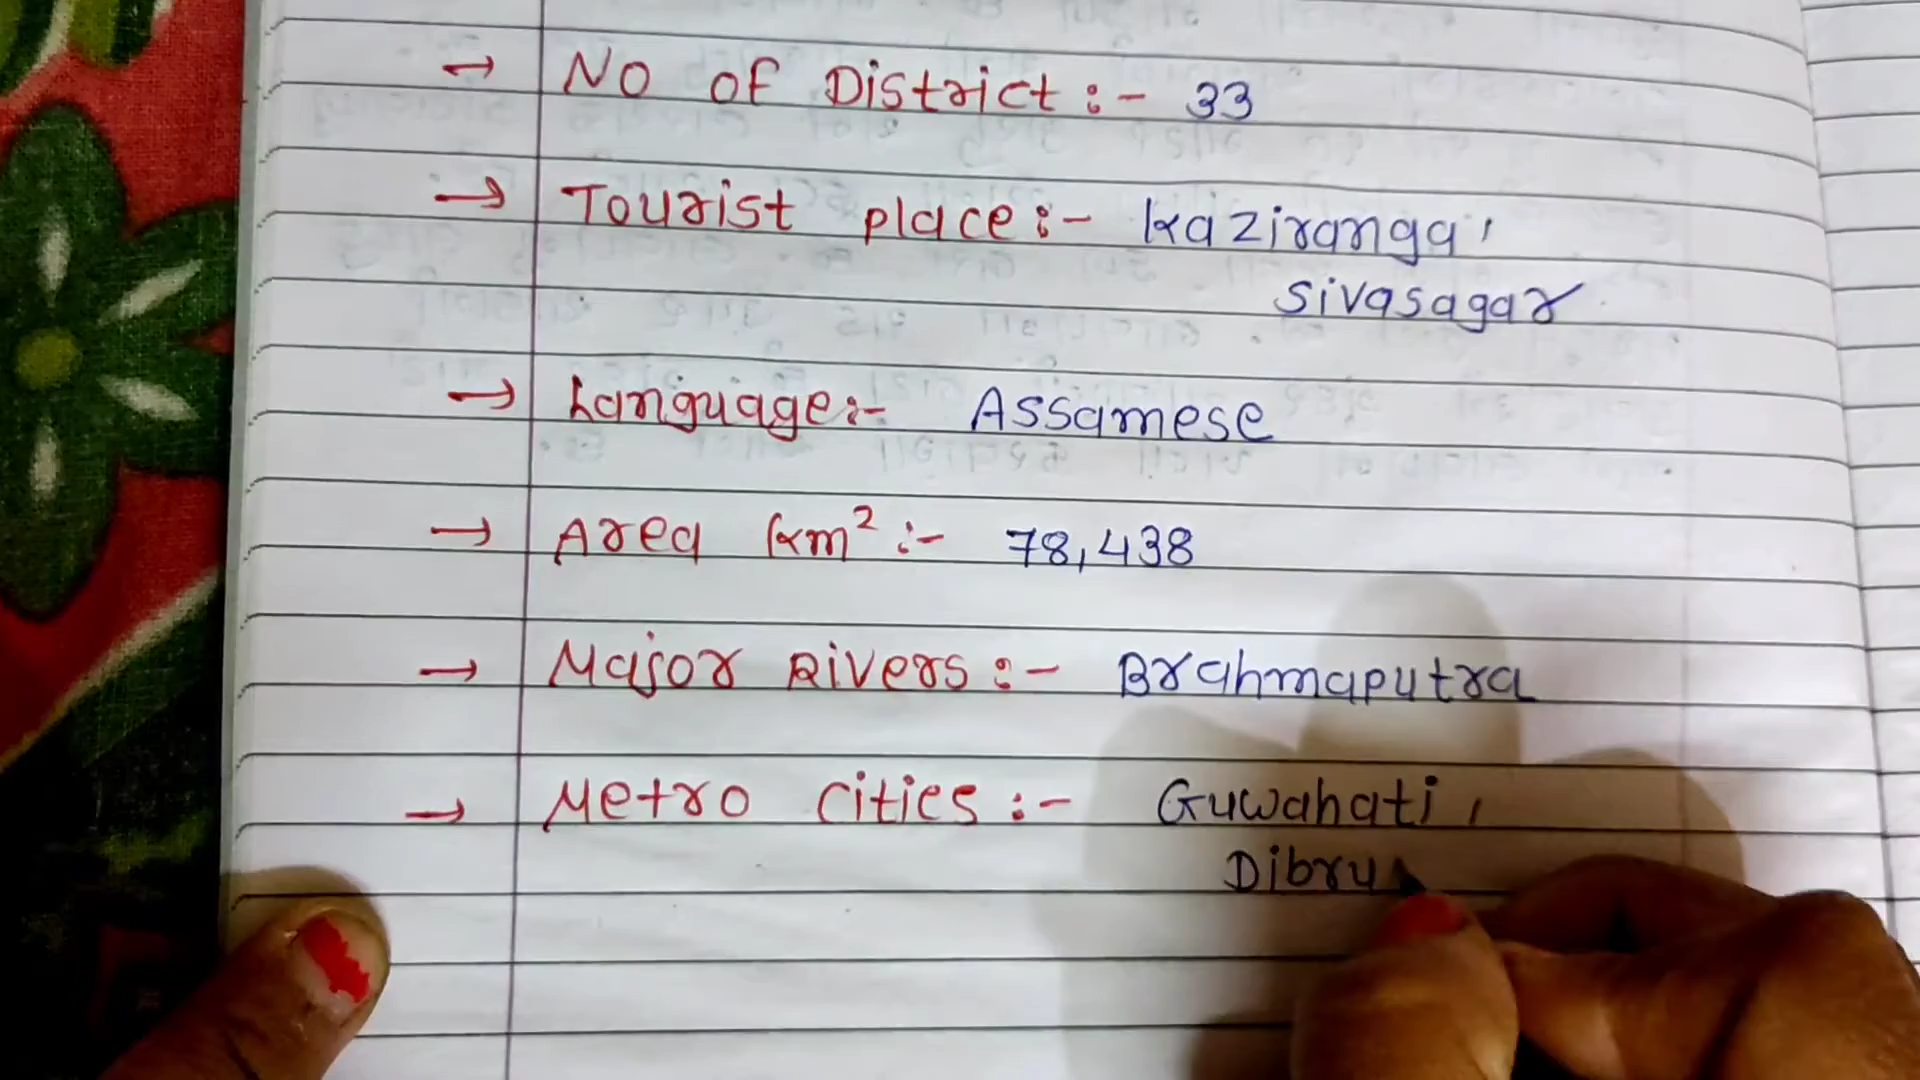 → No of District :- 33
→ Tourist place :- Kaziranga,
Sivasagar
→ Language :- Assamese
→ Area km² :- 78,438
→ Major Rivers :- Brahmaputra
→ Metro Cities :- Guwahati,
Dibru